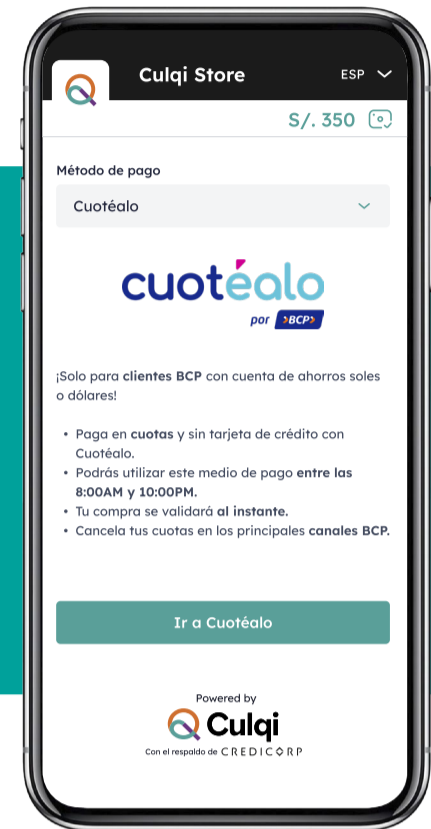 Culqi Store
ESP
S/. 350
Método de pago
Cuotéalo
cuotéalo
por BCP
¡Solo para clientes BCP con cuenta de ahorros soles
o dólares!
• Paga en cuotas y sin tarjeta de crédito con
Cuotéalo.
• Podrás utilizar este medio de pago entre las
8:00AM y 10:00PM.
• Tu compra se validará al instante.
• Cancela tus cuotas en los principales canales BCP.
Ir a Cuotéalo
Powered by
Culqi
Con el respaldo de CREDICORP